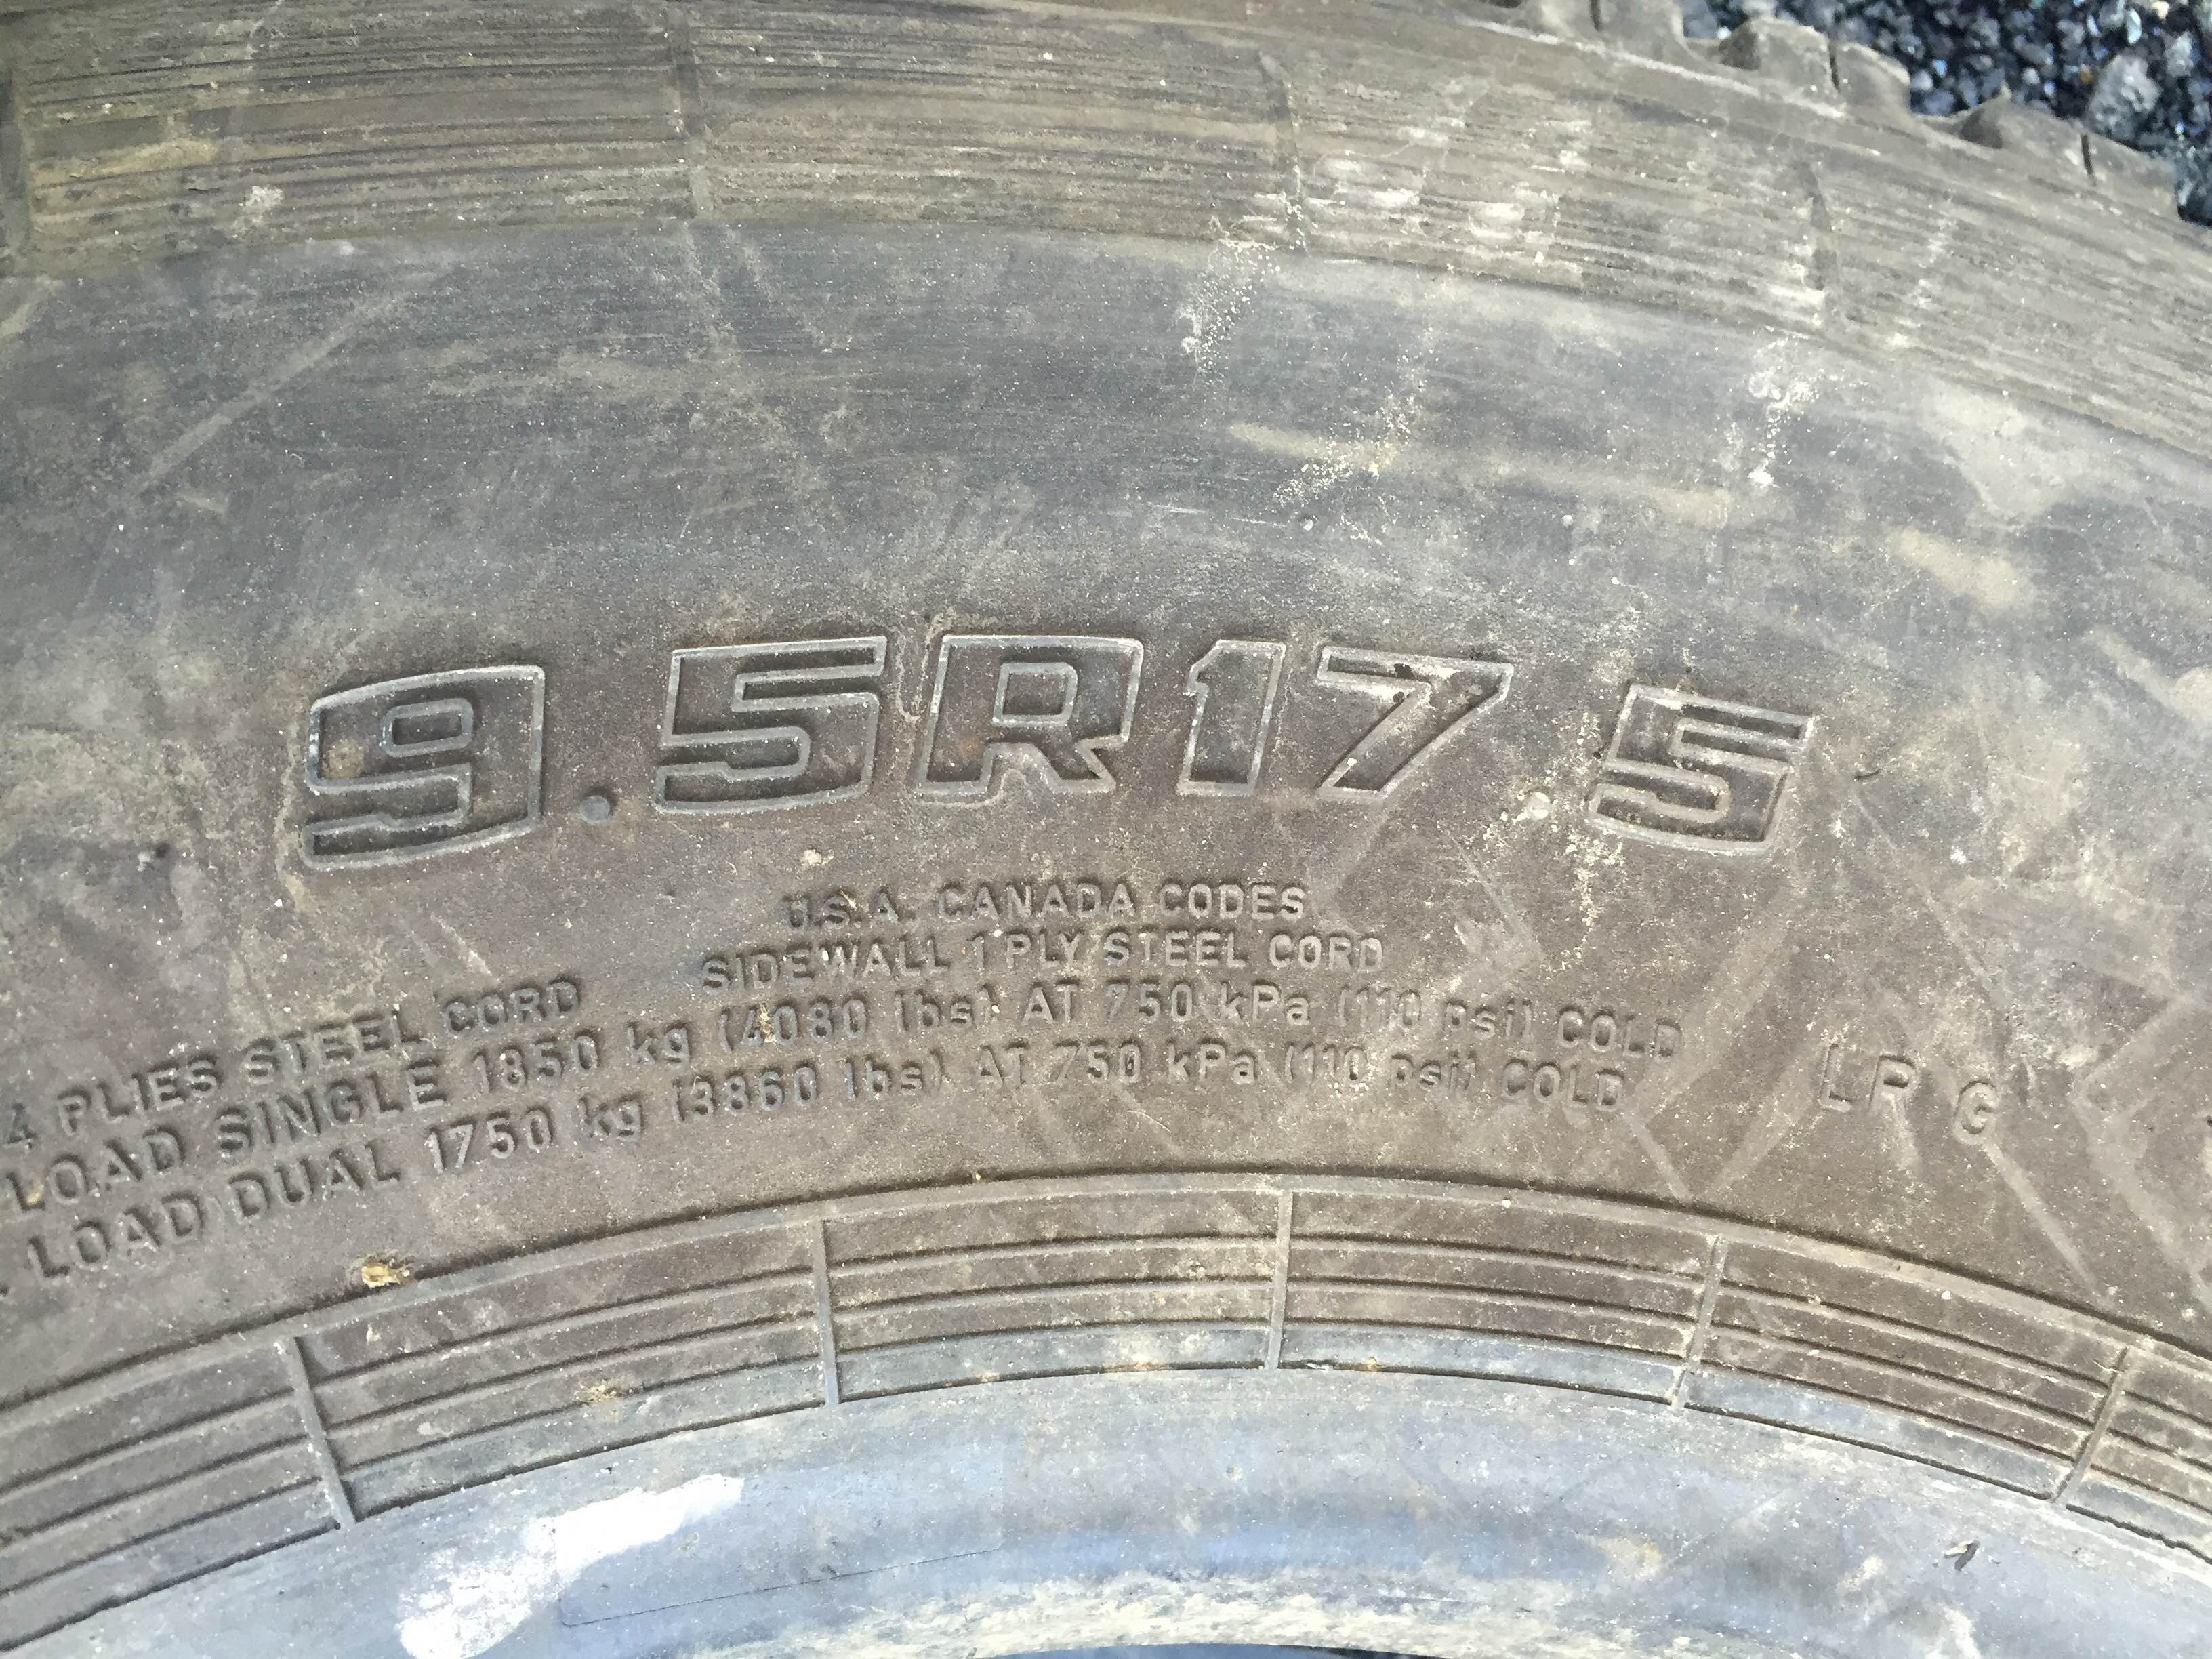 9.5R17 5
U.S.A. CANADA CODES
4 PLIES STEEL CORD SIDEWALL 1 PLY STEEL CORD
LOAD SINGLE 1850 kg (4080 lbs) AT 750 kPa (110 psi) COLD
LOAD DUAL 1750 kg (3860 lbs) AT 750 kPa (110 psi) COLD
LR G